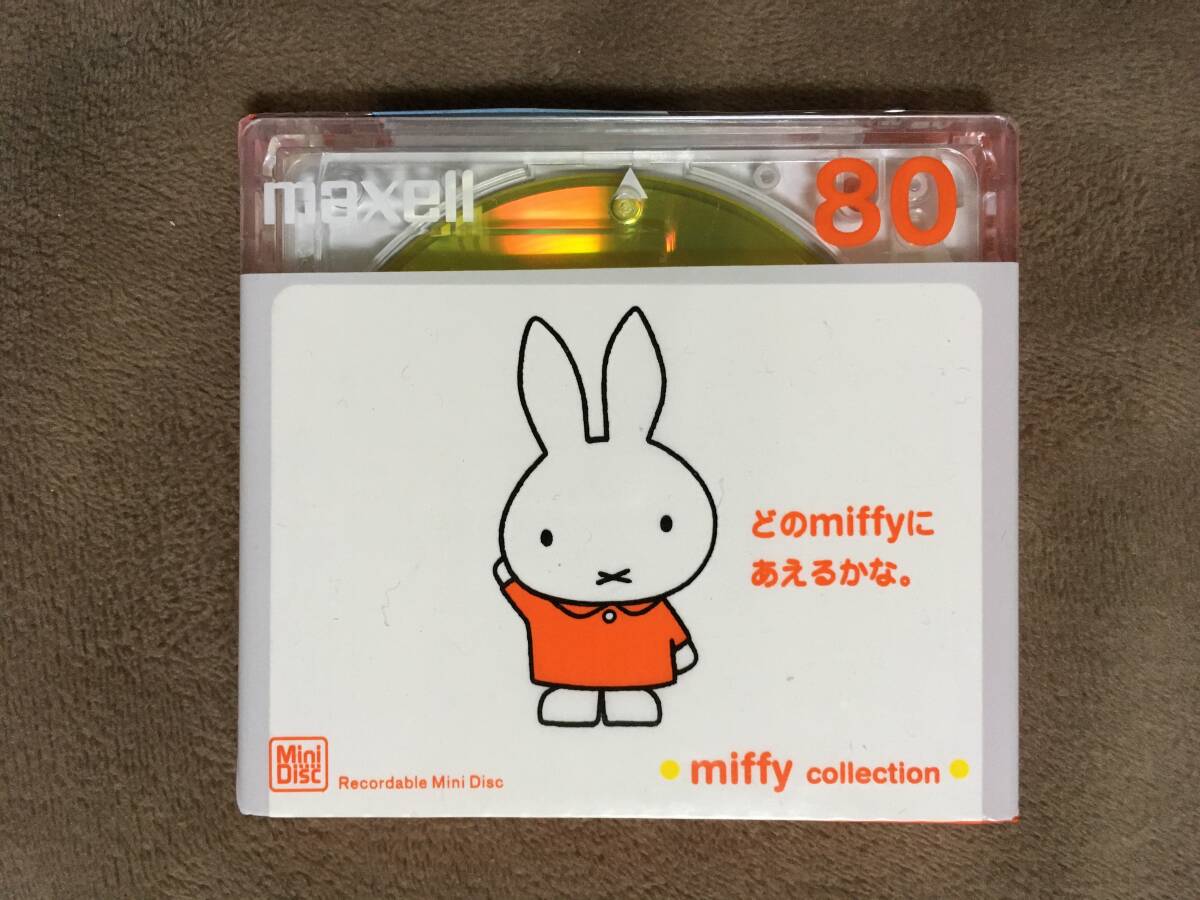 maxell
80
どのmiffyに
あえるかな。
Mini
Disc
Recordable Mini Disc
miffy collection